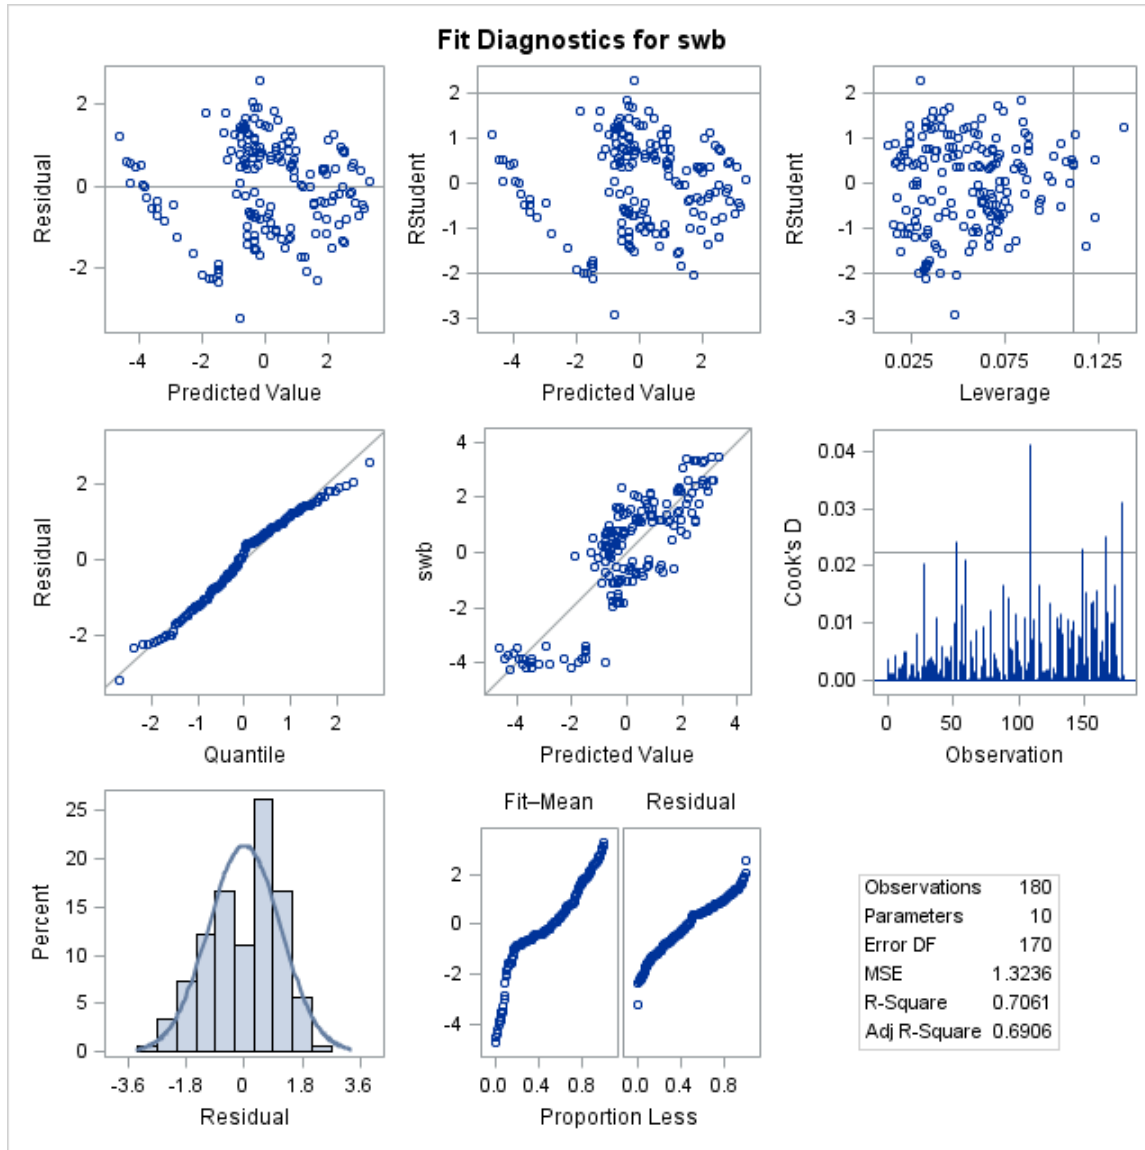 Fit Diagnostics for swb
2
0
-2
Residual
-4 -2 0 2
Predicted Value
2
1
0
-1
-2
-3
RStudent
-4 -2 0 2
Predicted Value
2
1
0
-1
-2
-3
RStudent
0.025 0.075 0.125
Leverage
2
0
-2
Residual
-2 -1 0 1 2
Quantile
4
2
0
-2
-4
swb
-4 -2 0 2 4
Predicted Value
0.04
0.03
0.02
0.01
0.00
Cook's D
0 50 100 150
Observation
25
20
15
10
5
0
Percent
-3.6 -1.8 0 1.8 3.6
Residual
Fit–Mean Residual
2
0
-2
-4
0.0 0.4 0.8 0.0 0.4 0.8
Proportion Less
Observations 180
Parameters 10
Error DF 170
MSE 1.3236
R-Square 0.7061
Adj R-Square 0.6906